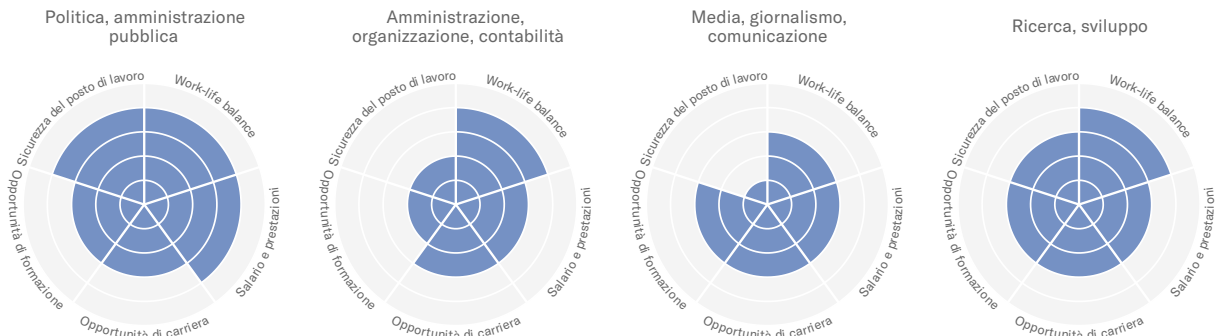 Politica, amministrazione
pubblica
Sicurezza del posto di lavoro
Work-life balance
Salario e prestazioni
Opportunità di carriera
Opportunità di formazione
Amministrazione,
organizzazione, contabilità
Sicurezza del posto di lavoro
Work-life balance
Salario e prestazioni
Opportunità di carriera
Opportunità di formazione
Media, giornalismo,
comunicazione
Sicurezza del posto di lavoro
Work-life balance
Salario e prestazioni
Opportunità di carriera
Opportunità di formazione
Ricerca, sviluppo
Sicurezza del posto di lavoro
Work-life balance
Salario e prestazioni
Opportunità di carriera
Opportunità di formazione